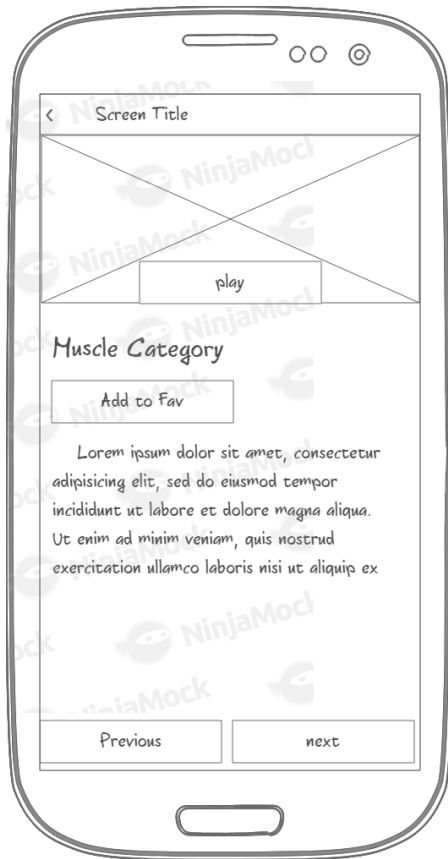 < Screen Title
play
Muscle Category
Add to Fav
Lorem ipsum dolor sit amet, consectetur
adipisicing elit, sed do eiusmod tempor
incididunt ut labore et dolore magna aliqua.
Ut enim ad minim veniam, quis nostrud
exercitation ullamco laboris nisi ut aliquip ex
Previous next
NinjaMock